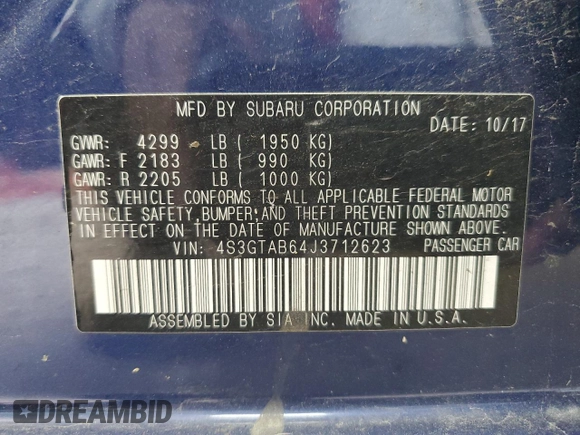 MFD BY SUBARU CORPORATION
DATE: 10/17
GVWR: 4299 LB ( 1950 KG)
GAWR: F 2183 LB ( 990 KG)
GAWR: R 2205 LB ( 1000 KG)
THIS VEHICLE CONFORMS TO ALL APPLICABLE FEDERAL MOTOR
VEHICLE SAFETY, BUMPER, AND THEFT PREVENTION STANDARDS
IN EFFECT ON THE DATE OF MANUFACTURE SHOWN ABOVE.
VIN: 4S3GTAB64J3712623 PASSENGER CAR
ASSEMBLED BY SIA INC. MADE IN U.S.A.
DREAMBID